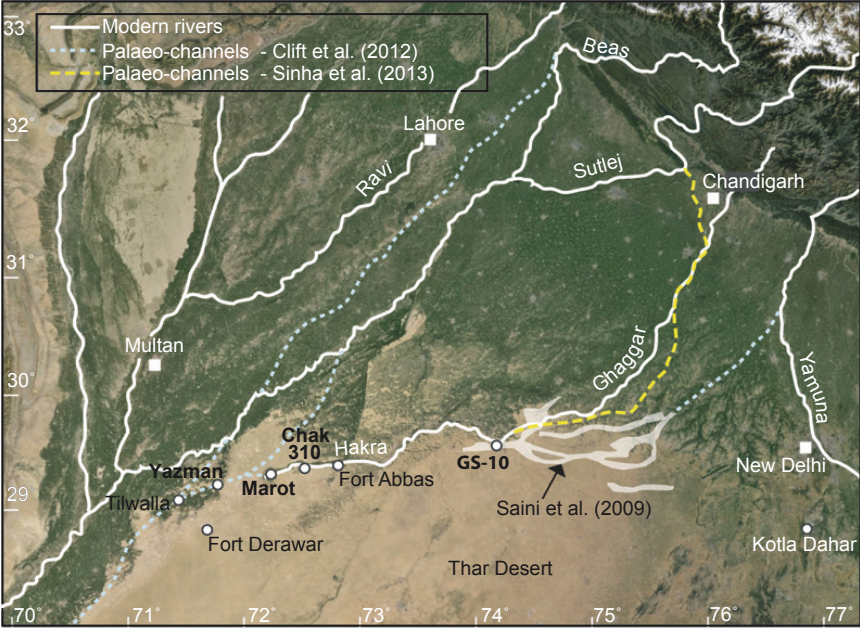 33°
Modern rivers
Palaeo-channels - Clift et al. (2012)
Palaeo-channels - Sinha et al. (2013)
Beas
32°
Lahore
Ravi
Sutlej
Chandigarh
31°
Multan
30°
Ghaggar
Yamuna
Chak
310
Hakra
Yazman
Marot
Fort Abbas
GS-10
New Delhi
29°
Tilwalla
Saini et al. (2009)
Fort Derawar
Kotla Dahar
Thar Desert
70°
71°
72°
73°
74°
75°
76°
77°